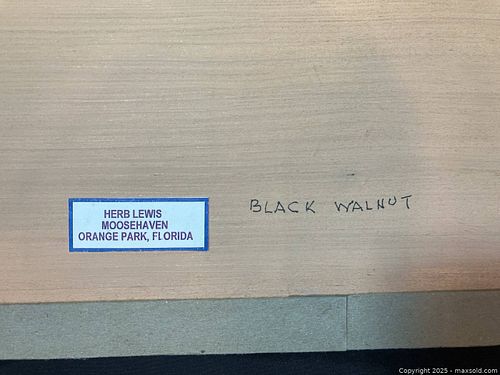 BLACK WALNUT
HERB LEWIS
MOOSEHAVEN
ORANGE PARK, FLORIDA
Copyright 2025 - maxsold.com